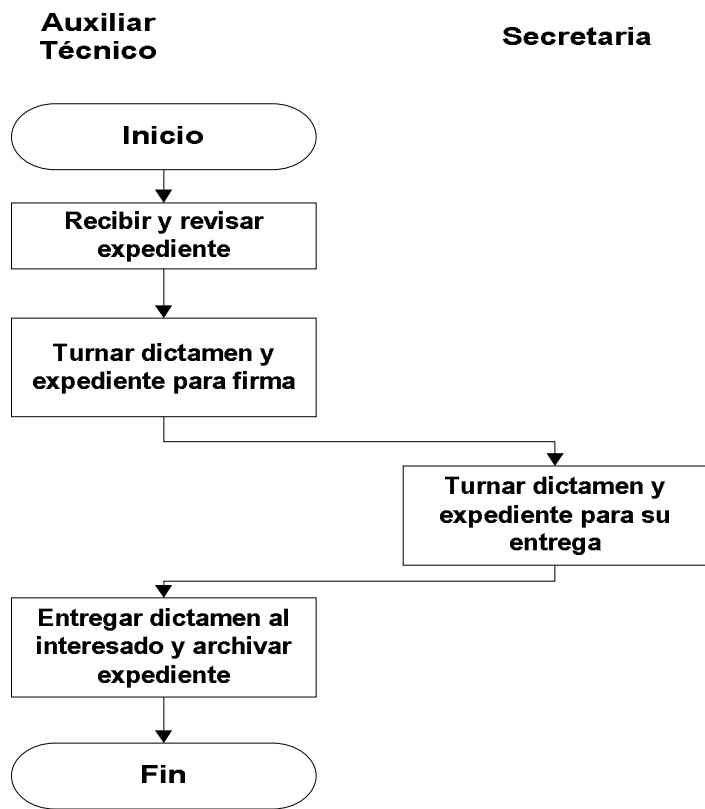 Auxiliar
Técnico
Secretaria
Inicio
Recibir y revisar
expediente
Turnar dictamen y
expediente para firma
Turnar dictamen y
expediente para su
entrega
Entregar dictamen al
interesado y archivar
expediente
Fin